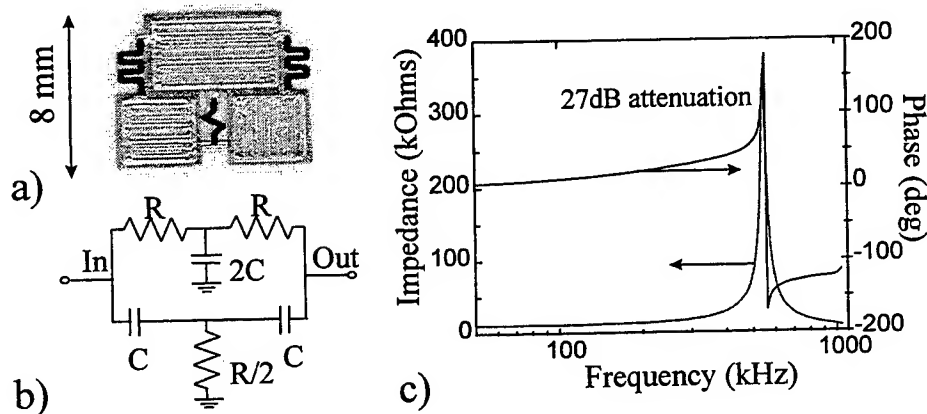 a)
8 mm
b)
R
R
In
Out
2C
C
C
R/2
c)
400
300
200
100
0
Impedance (kOhms)
200
100
0
-100
-200
Phase (deg)
27dB attenuation
100
1000
Frequency (kHz)